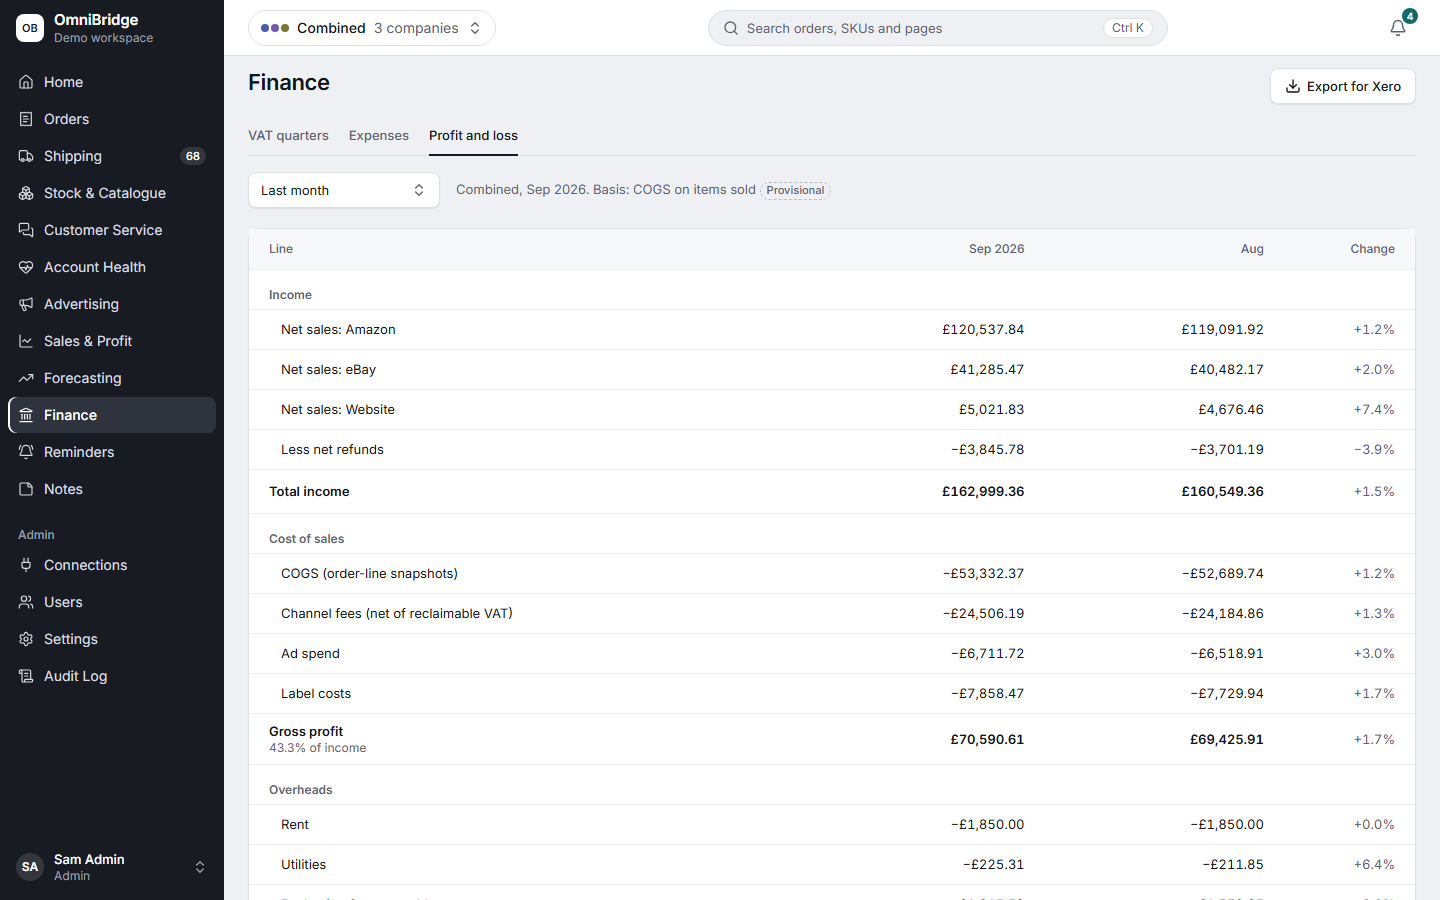 OB
OmniBridge
Demo workspace
Combined 3 companies
Search orders, SKUs and pages
Ctrl K
4
Home
Orders
Shipping 68
Stock & Catalogue
Customer Service
Account Health
Advertising
Sales & Profit
Forecasting
Finance
Reminders
Notes
Admin
Connections
Users
Settings
Audit Log
SA
Sam Admin
Admin
Finance
Export for Xero
VAT quarters Expenses Profit and loss
Last month
Combined, Sep 2026. Basis: COGS on items sold Provisional
Line Sep 2026 Aug Change
Income
Net sales: Amazon £120,537.84 £119,091.92 +1.2%
Net sales: eBay £41,285.47 £40,482.17 +2.0%
Net sales: Website £5,021.83 £4,676.46 +7.4%
Less net refunds −£3,845.78 −£3,701.19 −3.9%
Total income £162,999.36 £160,549.36 +1.5%
Cost of sales
COGS (order-line snapshots) −£53,332.37 −£52,689.74 +1.2%
Channel fees (net of reclaimable VAT) −£24,506.19 −£24,184.86 +1.3%
Ad spend −£6,711.72 −£6,518.91 +3.0%
Label costs −£7,858.47 −£7,729.94 +1.7%
Gross profit £70,590.61 £69,425.91 +1.7%
43.3% of income
Overheads
Rent −£1,850.00 −£1,850.00 +0.0%
Utilities −£225.31 −£211.85 +6.4%